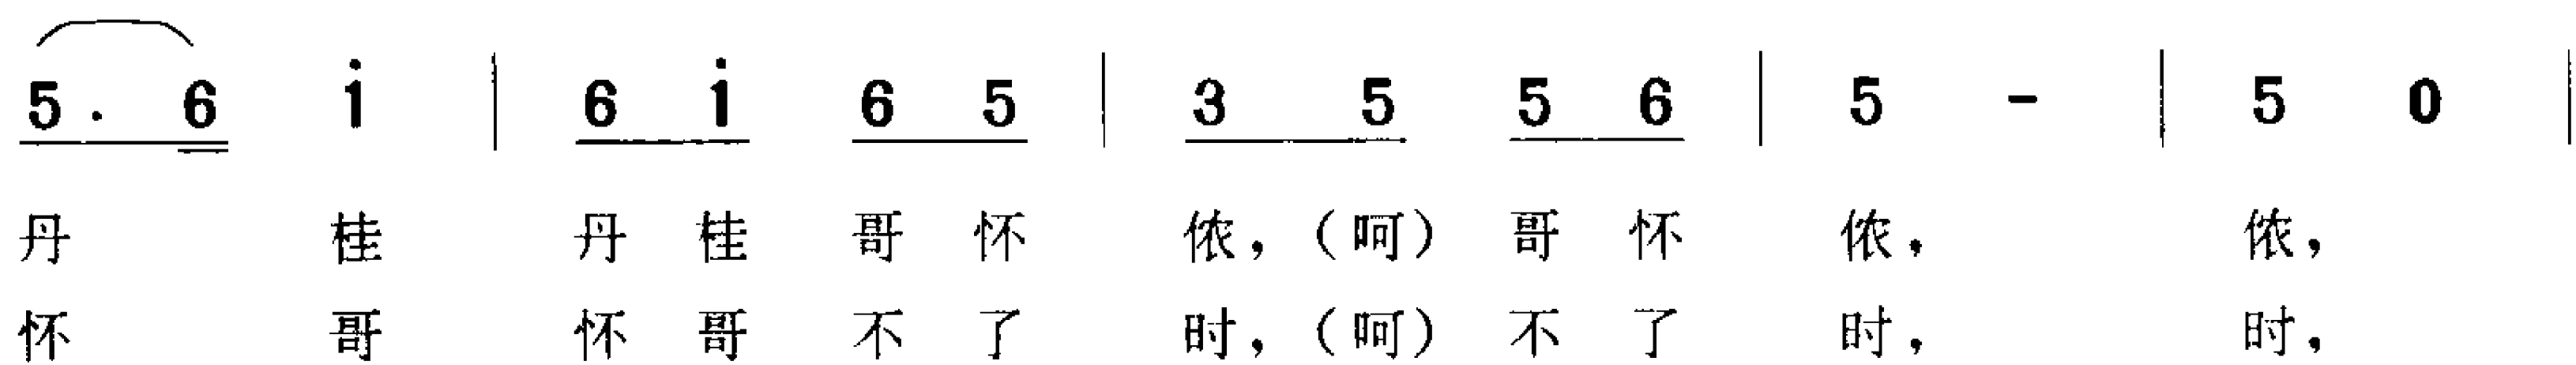 5. 6 i | 6 i 6 5 | 3 5 5 6 | 5 - | 5 0 |
丹 桂 丹 桂 哥 怀 侬，（呵）哥 怀 侬， 侬，
怀 哥 怀 哥 不 了 时，（呵）不 了 时， 时，